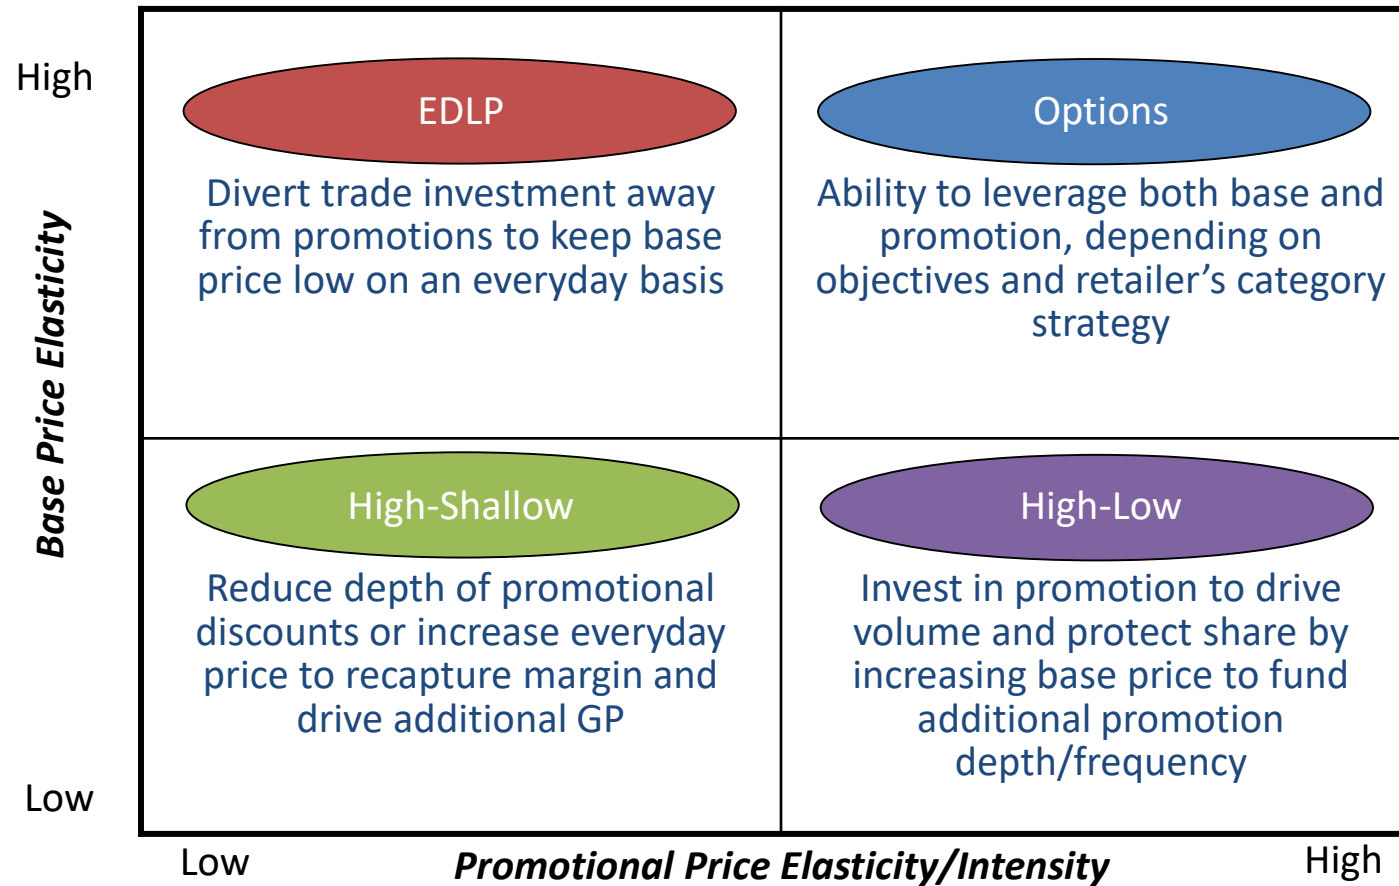 High
EDLP
Divert trade investment away
from promotions to keep base
price low on an everyday basis
Options
Ability to leverage both base and
promotion, depending on
objectives and retailer’s category
strategy
Base Price Elasticity
High-Shallow
Reduce depth of promotional
discounts or increase everyday
price to recapture margin and
drive additional GP
High-Low
Invest in promotion to drive
volume and protect share by
increasing base price to fund
additional promotion
depth/frequency
Low
Low
Promotional Price Elasticity/Intensity
High